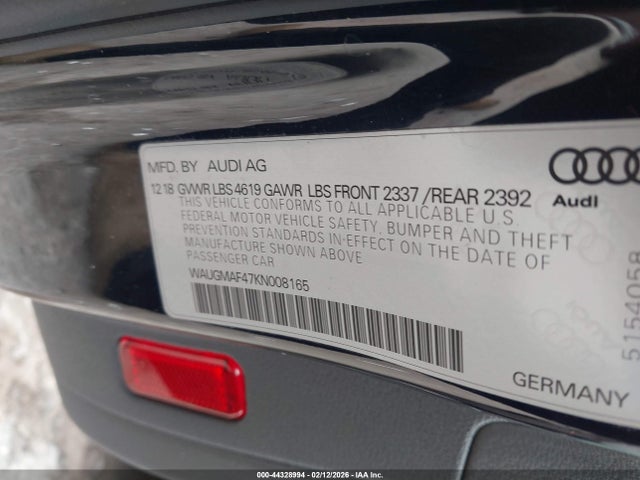 MFD. BY AUDI AG
12 18 GVWR LBS 4619 GAWR LBS FRONT 2337 /REAR 2392
THIS VEHICLE CONFORMS TO ALL APPLICABLE U.S
FEDERAL MOTOR VEHICLE SAFETY, BUMPER AND THEFT
PREVENTION STANDARDS IN-EFFECT ON THE DATE OF
MANUFACTURE SHOWN ABOVE
PASSENGER CAR
WAUGMAF47KN008165
Audi
5154058
GERMANY
000-44328994 - 02/12/2026 - IAA Inc.